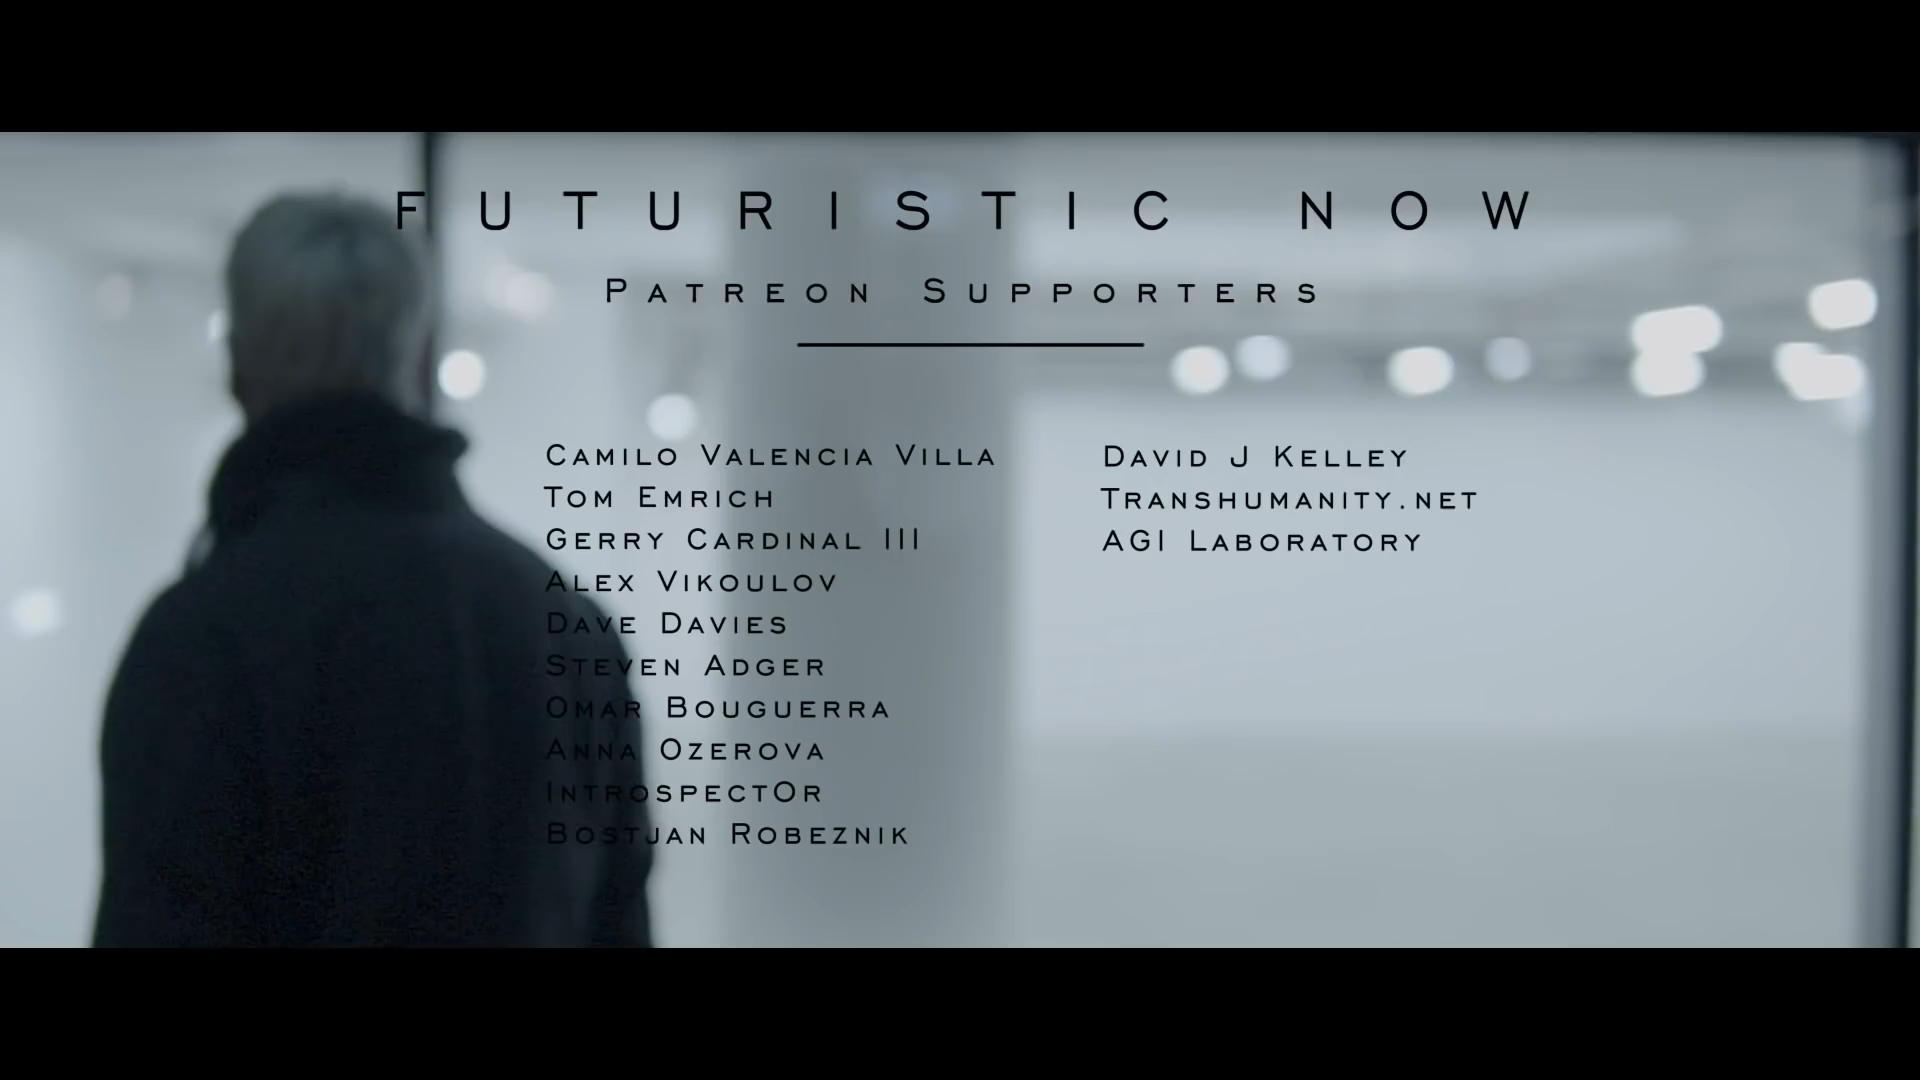 FUTURISTIC NOW
PATREON SUPPORTERS
CAMILO VALENCIA VILLA
TOM EMRICH
GERRY CARDINAL III
ALEX VIKOULOV
DAVE DAVIES
STEVEN ADGER
OMAR BOUGUERRA
ANNA OZEROVA
INTROSPECTOR
BOSTJAN ROBEZNIK
DAVID J KELLEY
TRANSHUMANITY.NET
AGI LABORATORY